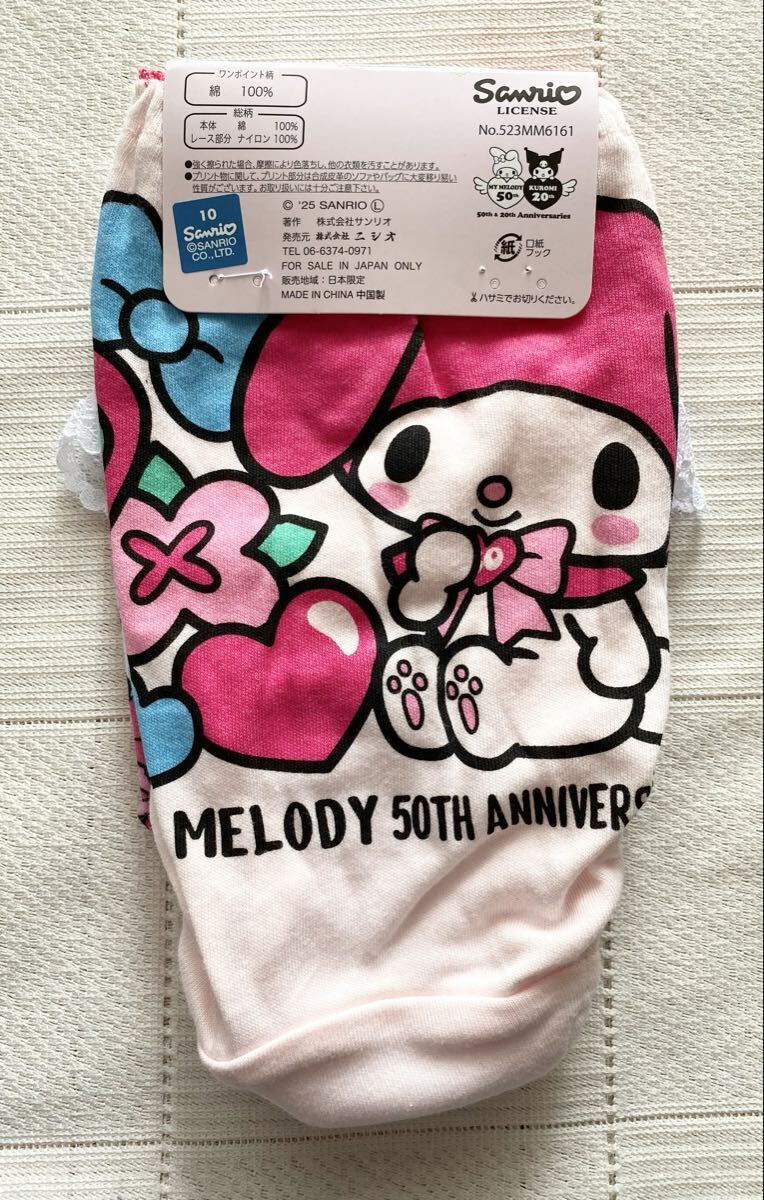 ワンポイント柄
綿 100%
総柄
本体 綿 100%
レース部分 ナイロン 100%
●強く擦られた場合、摩擦により色落ちし、他の衣類を汚すことがあります。
●プリント物に関して、プリント部分は合成皮革のソファやバッグに大変移り易い
性質がございます。お取り扱いには十分ご注意下さい。
10
Sanrio
©SANRIO
CO., LTD.
© '25 SANRIO Ⓛ
著作 株式会社サンリオ
発売元 株式会社ニシオ
TEL 06-6374-0971
FOR SALE IN JAPAN ONLY
販売地域：日本限定
MADE IN CHINA 中国製
Sanrio
LICENSE
No.523MM6161
MY MELODY
50th
KUROMI
20th
50th & 20th Anniversaries
紙
口紙
フック
ハサミでお切りください。
MELODY 50TH ANNIVERS